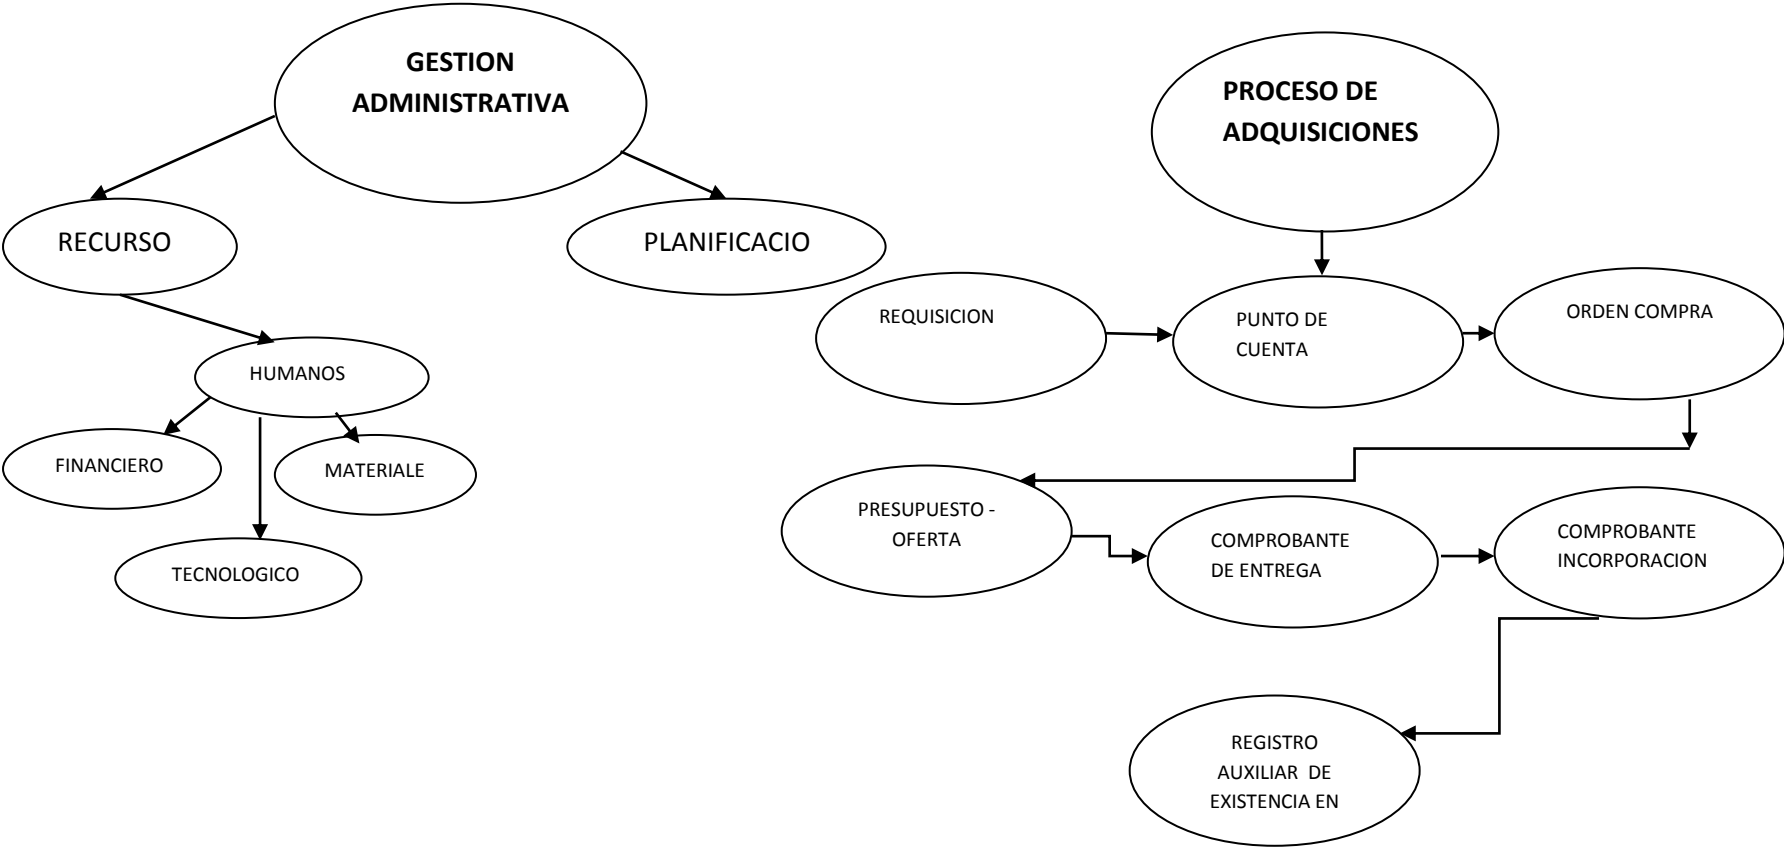 GESTION
ADMINISTRATIVA
RECURSO
PLANIFICACIO
HUMANOS
FINANCIERO
MATERIALE
TECNOLOGICO
PROCESO DE
ADQUISICIONES
REQUISICION
PUNTO DE
CUENTA
ORDEN COMPRA
PRESUPUESTO -
OFERTA
COMPROBANTE
DE ENTREGA
COMPROBANTE
INCORPORACION
REGISTRO
AUXILIAR DE
EXISTENCIA EN